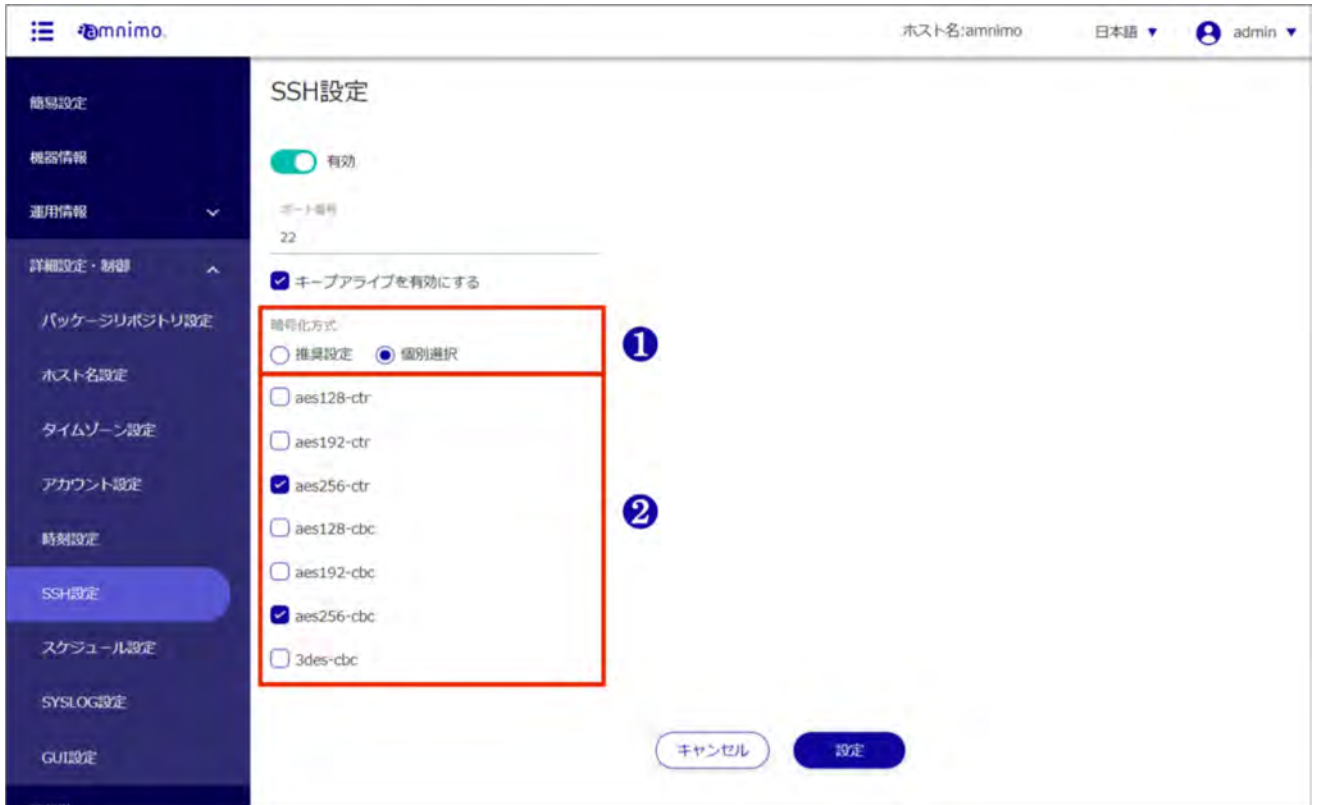 amnimo.
ホスト名:amnimo
日本語 ▼
admin ▼
簡易設定
機器情報
運用情報
詳細設定・制御
パッケージリポジトリ設定
ホスト名設定
タイムゾーン設定
アカウント設定
時刻設定
SSH設定
スケジュール設定
SYSLOG設定
GUI設定
SSH設定
有効
ポート番号
22
キープアライブを有効にする
暗号化方式
推奨設定 個別選択
❶
aes128-ctr
aes192-ctr
aes256-ctr
aes128-cbc
❷
aes192-cbc
aes256-cbc
3des-cbc
キャンセル 設定